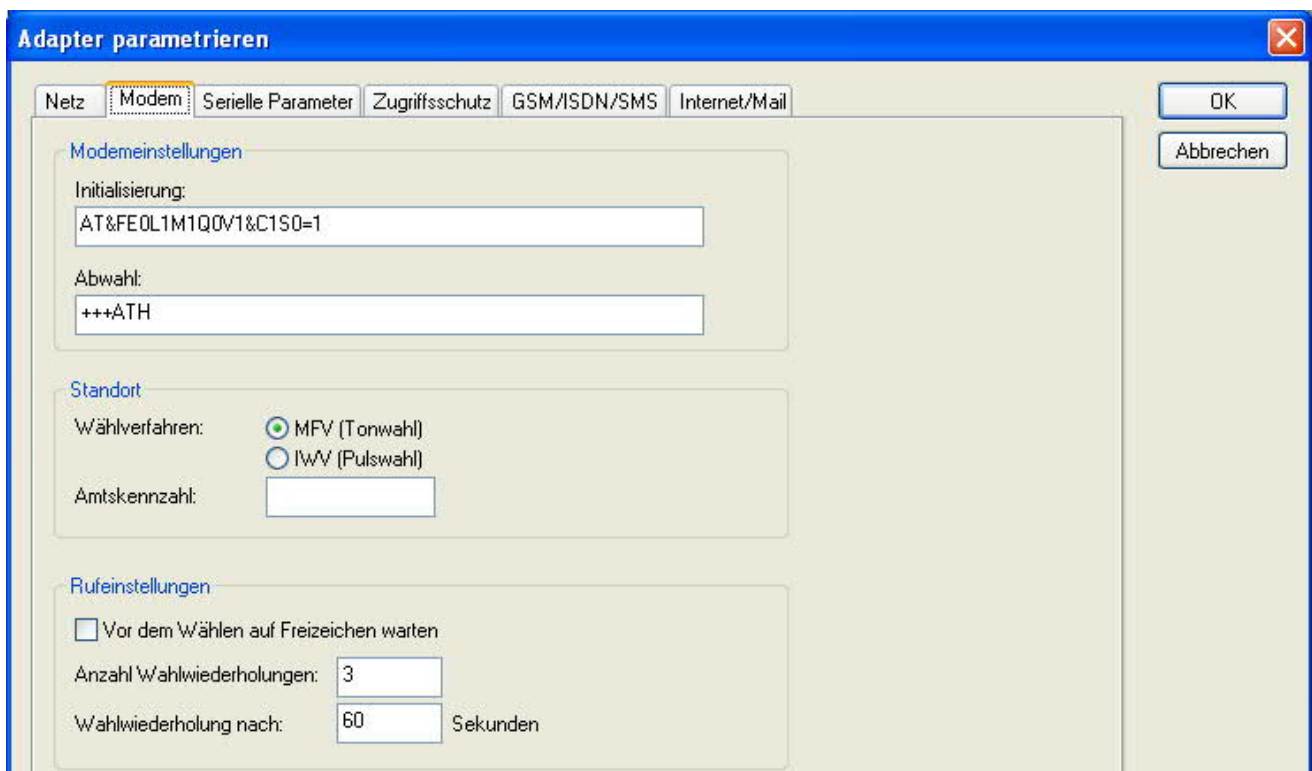 Adapter parametrieren
Netz Modem Serielle Parameter Zugriffsschutz GSM/ISDN/SMS Internet/Mail
OK
Abbrechen
Modemeinstellungen
Initialisierung:
AT&FE0L1M1Q0V1&C1S0=1
Abwahl:
+++ATH
Standort
Wählverfahren: MFV (Tonwahl)
IWV (Pulswahl)
Amtskennzahl:
Rufeinstellungen
Vor dem Wählen auf Freizeichen warten
Anzahl Wahlwiederholungen: 3
Wahlwiederholung nach: 60 Sekunden